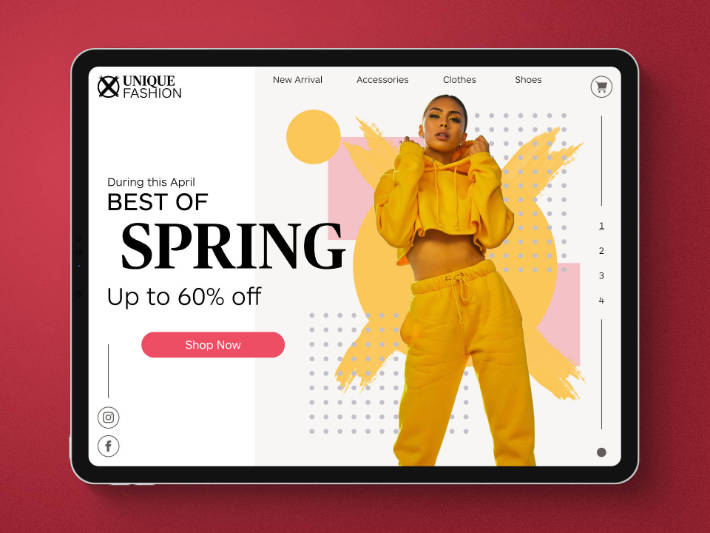 UNIQUE
FASHION
New Arrival
Accessories
Clothes
Shoes
During this April
BEST OF
SPRING
Up to 60% off
Shop Now
1
2
3
4